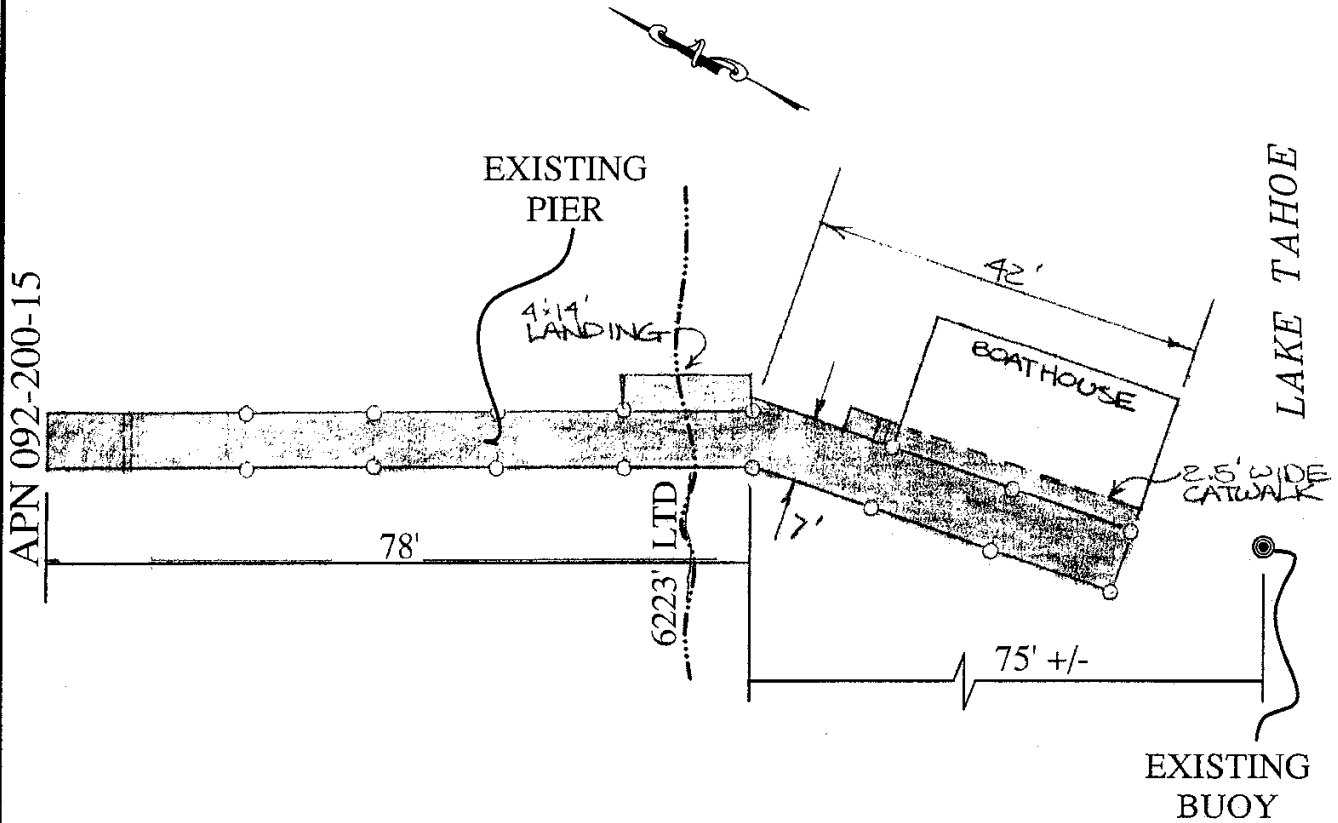 EXISTING
PIER
4'x14'
LANDING
42'
BOATHOUSE
LAKE TAHOE
APN 092-200-15
2.5' WIDE
CATWALK
7'
78'
6223' LTD
75' +/-
EXISTING
BUOY